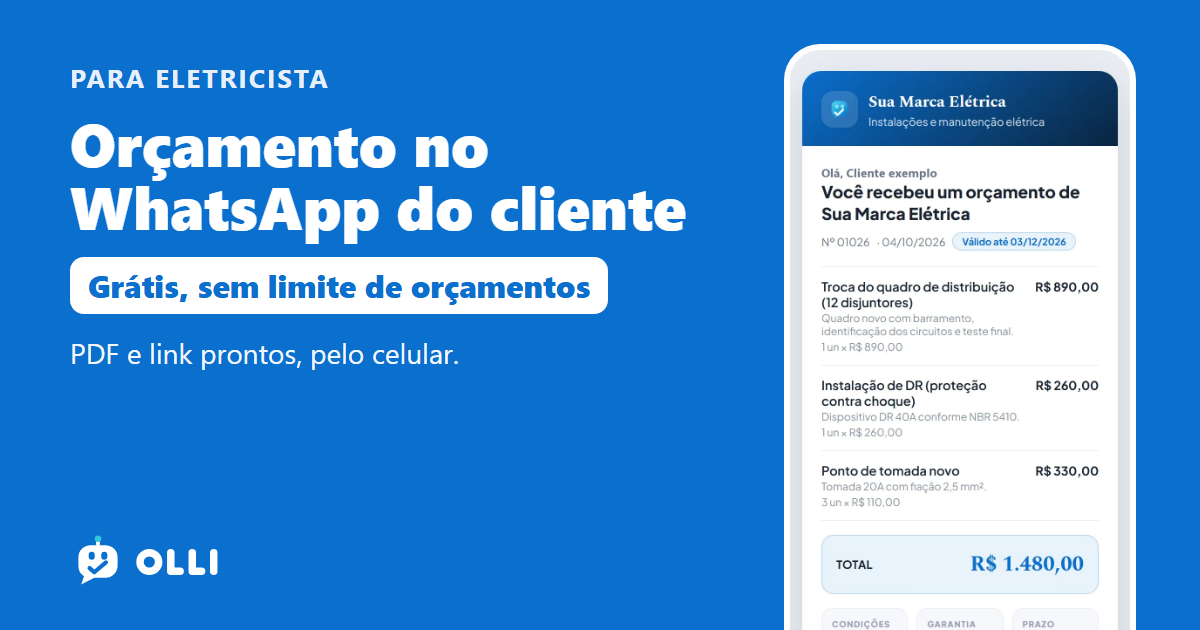 PARA ELETRICISTA
Orçamento no
WhatsApp do cliente
Grátis, sem limite de orçamentos
PDF e link prontos, pelo celular.
OLLI
Sua Marca Elétrica
Instalações e manutenção elétrica
Olá, Cliente exemplo
Você recebeu um orçamento de
Sua Marca Elétrica
Nº 01026 · 04/10/2026 Válido até 03/12/2026
Troca do quadro de distribuição R$ 890,00
(12 disjuntores)
Quadro novo com barramento,
identificação dos circuitos e teste final.
1 un × R$ 890,00
Instalação de DR (proteção R$ 260,00
contra choque)
Dispositivo DR 40A conforme NBR 5410.
1 un × R$ 260,00
Ponto de tomada novo R$ 330,00
Tomada 20A com fiação 2,5 mm².
3 un × R$ 110,00
TOTAL R$ 1.480,00
CONDIÇÕES GARANTIA PRAZO